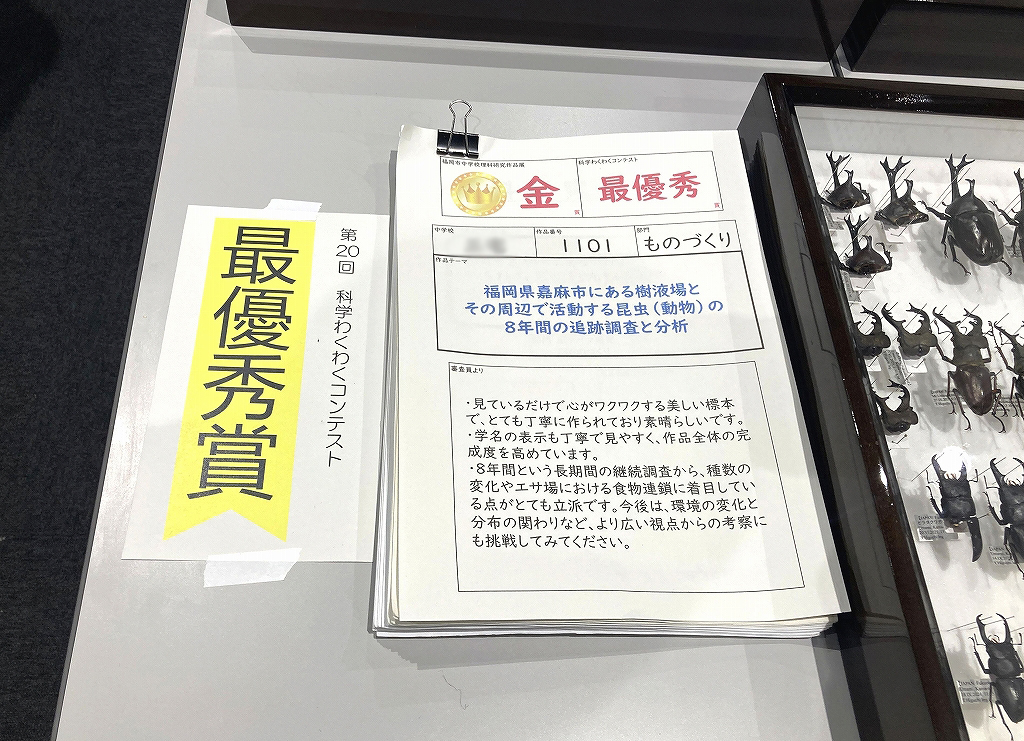 最優秀賞
第20回 科学わくわくコンテスト
福岡市中学校理科研究作品展
金
賞
科学わくわくコンテスト
最優秀
賞
中学校
作品番号
1101
部門
ものづくり
作品テーマ
福岡県嘉麻市にある樹液場と
その周辺で活動する昆虫(動物)の
8年間の追跡調査と分析
審査員より
・見ているだけで心がワクワクする美しい標本
で、とても丁寧に作られており素晴らしいです。
・学名の表示も丁寧で見やすく、作品全体の完
成度を高めています。
・8年間という長期間の継続調査から、種数の
変化やエサ場における食物連鎖に着目してい
る点がとても立派です。今後は、環境の変化と
分布の関わりなど、より広い視点からの考察に
も挑戦してみてください。